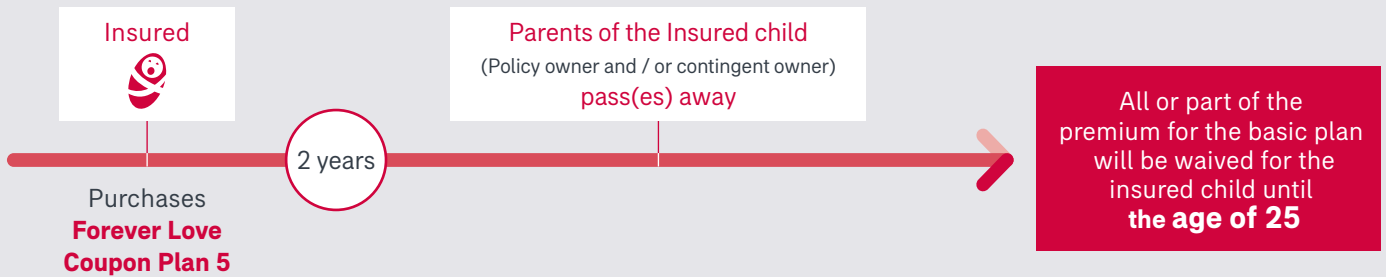 Insured
Purchases
Forever Love
Coupon Plan 5
2 years
Parents of the Insured child
(Policy owner and / or contingent owner)
pass(es) away
All or part of the
premium for the basic plan
will be waived for the
insured child until
the age of 25